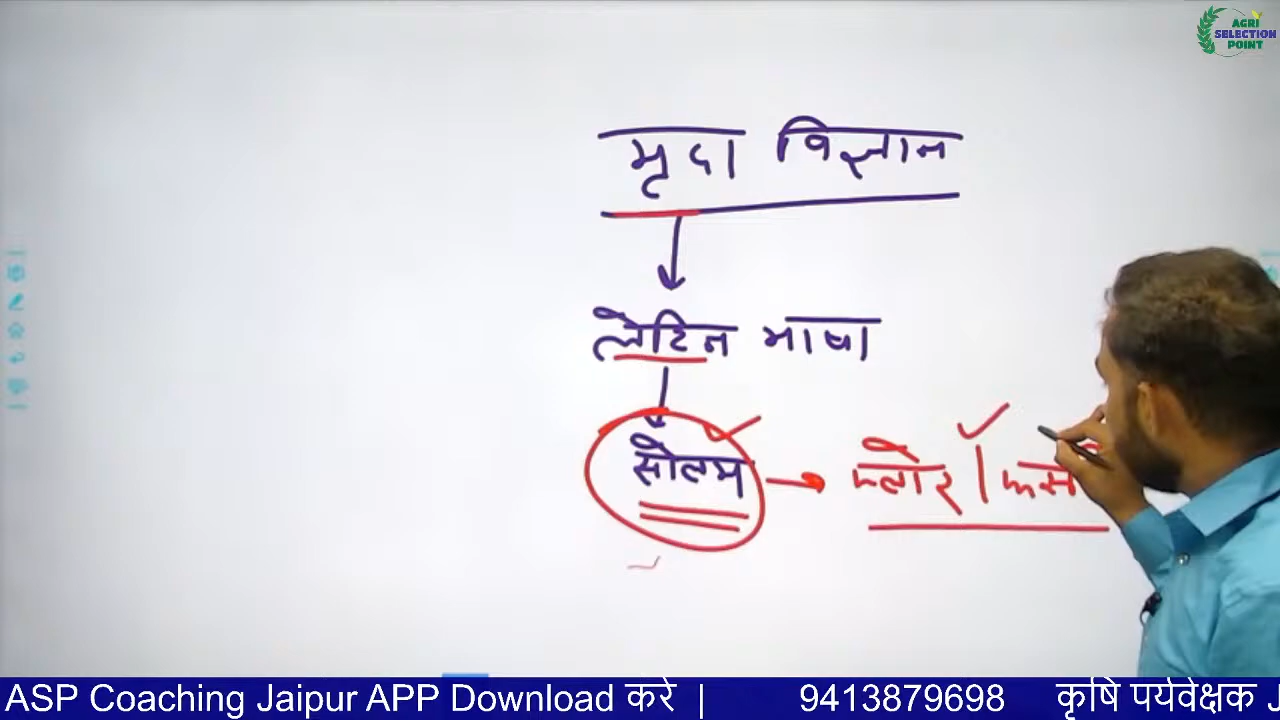 AGRI
SELECTION
POINT
मृदा विज्ञान
लेटिन भाषा
सोलम → फ्लोर /
ASP Coaching Jaipur APP Download करे | 9413879698 कृषि पर्यवेक्षक J